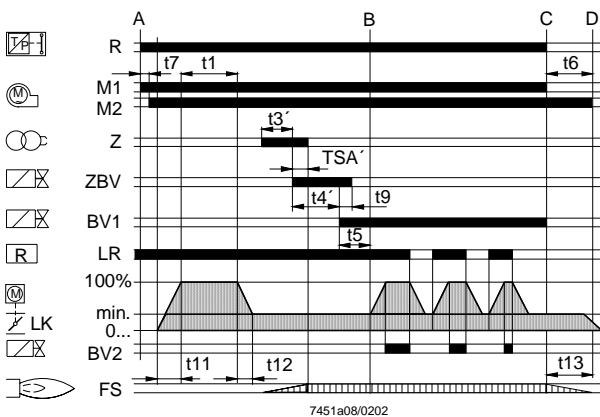 A B C D
T/P R
t7 t1 t6
M M1
M2
t3´
Z
TSA´
ZBV
t4´ t9
BV1
t5
R LR
100%
M
min.
LK 0...
BV2
t11 t12 t13
FS
7451a08/0202